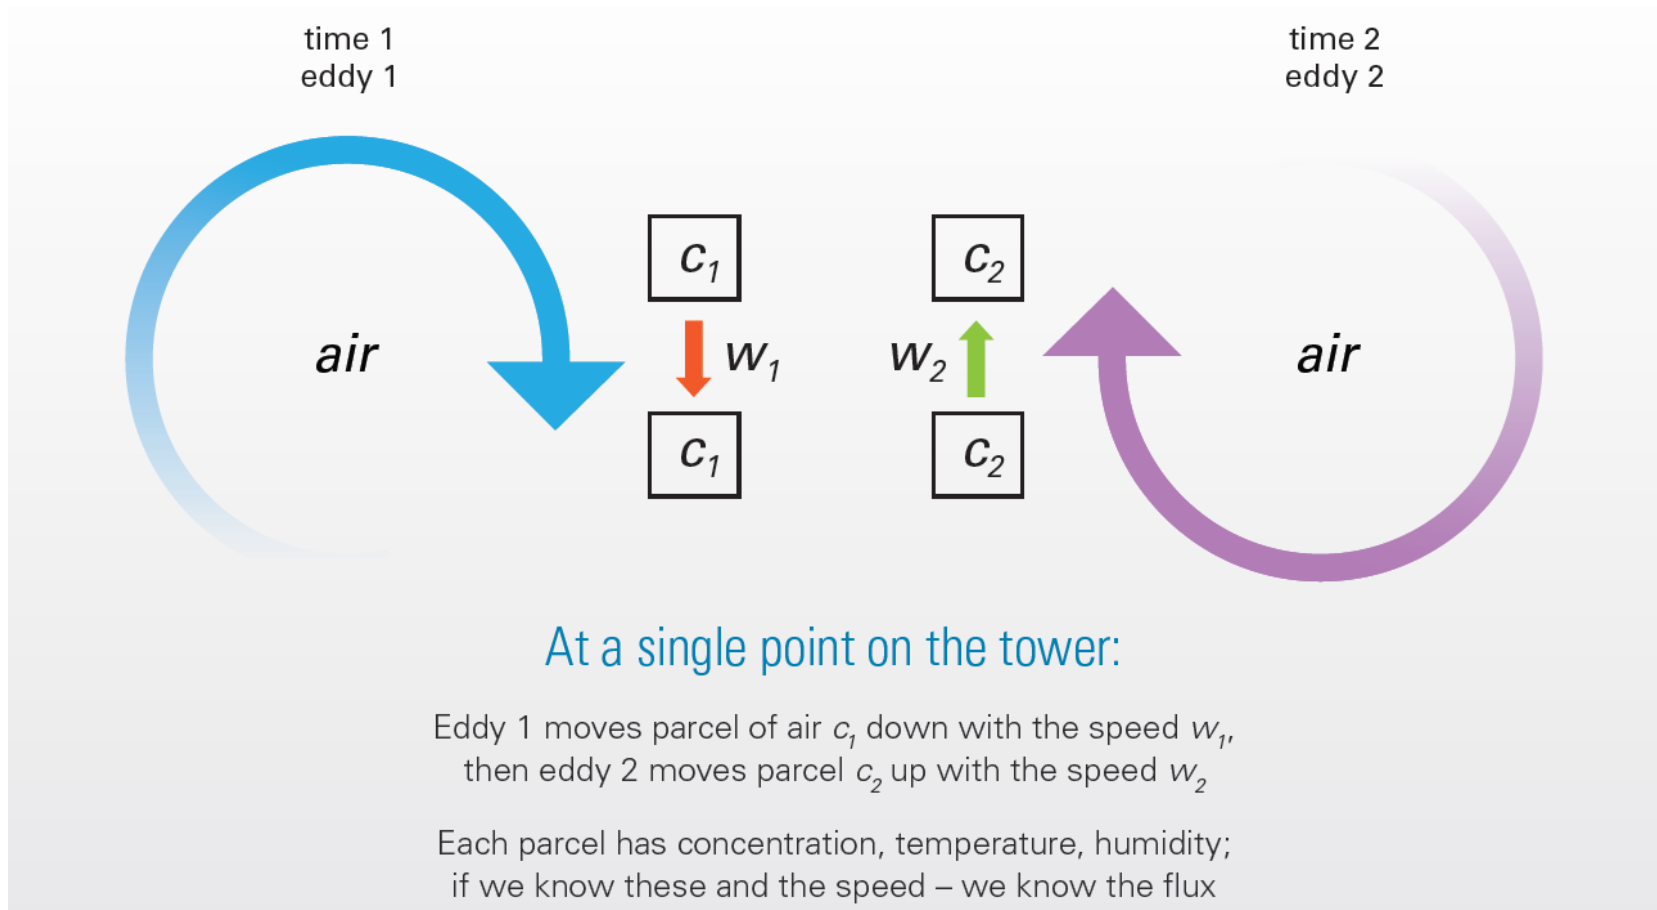 time 1
eddy 1
time 2
eddy 2
c₁
c₂
air
w₁
w₂
air
c₁
c₂
At a single point on the tower:
Eddy 1 moves parcel of air c₁ down with the speed w₁,
then eddy 2 moves parcel c₂ up with the speed w₂
Each parcel has concentration, temperature, humidity;
if we know these and the speed – we know the flux